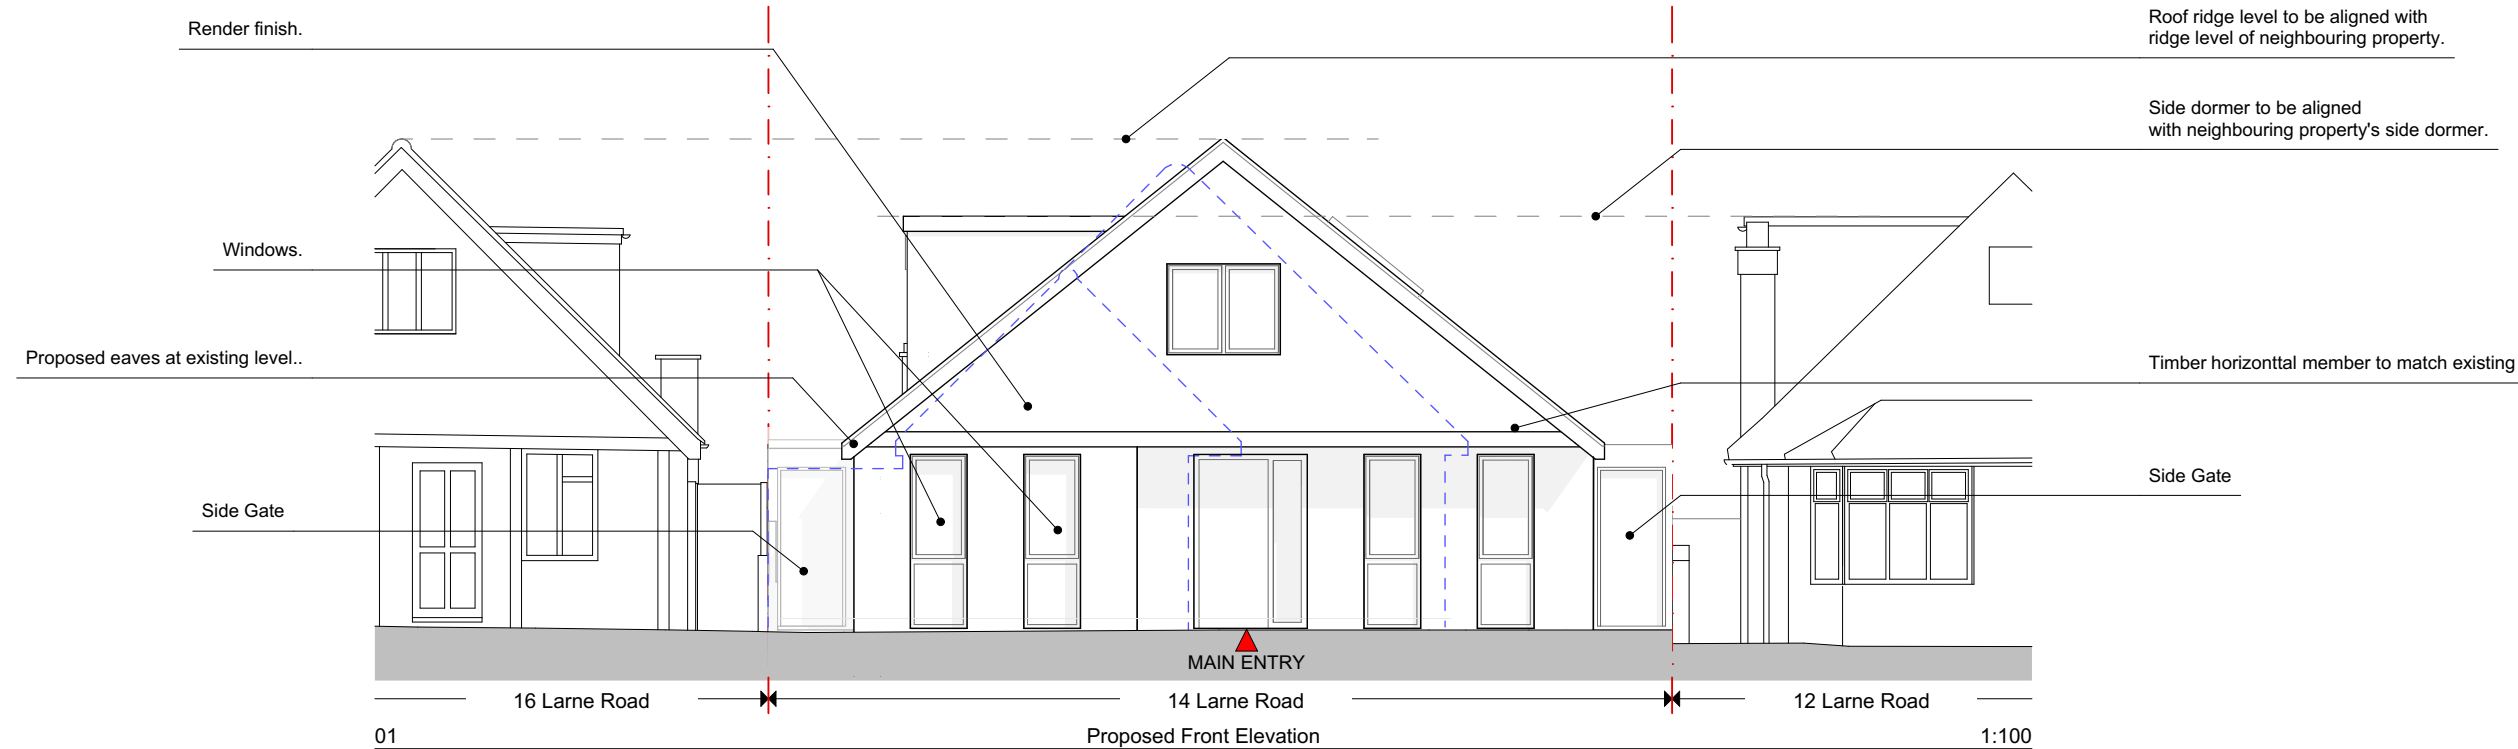 Render finish.
Roof ridge level to be aligned with
ridge level of neighbouring property.
Side dormer to be aligned
with neighbouring property's side dormer.
Windows.
Proposed eaves at existing level..
Timber horizonttal member to match existing
Side Gate
Side Gate
MAIN ENTRY
16 Larne Road
14 Larne Road
12 Larne Road
01
Proposed Front Elevation
1:100